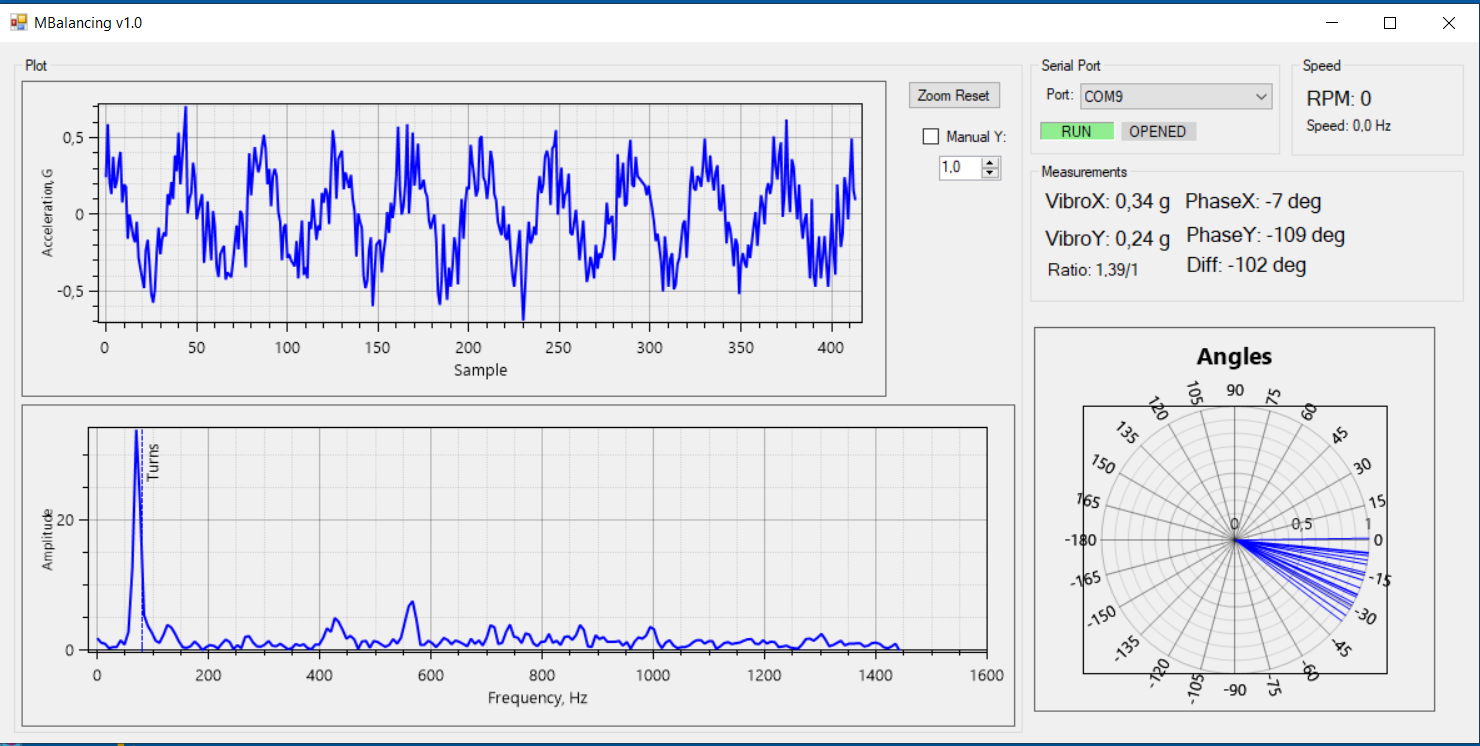 MBalancing v1.0
Plot
Acceleration, G
0,5
0
-0,5
0 50 100 150 200 250 300 350 400
Sample
Zoom Reset
Manual Y:
1,0
Amplitude
20
0
Turns
0 200 400 600 800 1000 1200 1400 1600
Frequency, Hz
Serial Port
Port: COM9
RUN OPENED
Speed
RPM: 0
Speed: 0,0 Hz
Measurements
VibroX: 0,34 g PhaseX: -7 deg
VibroY: 0,24 g PhaseY: -109 deg
Ratio: 1,39/1 Diff: -102 deg
Angles
90
105 75
120 60
135 45
150 30
165 15
0 0,5 1
-180 0
-165 -15
-150 -30
-135 -45
-120 -60
-105 -75
-90